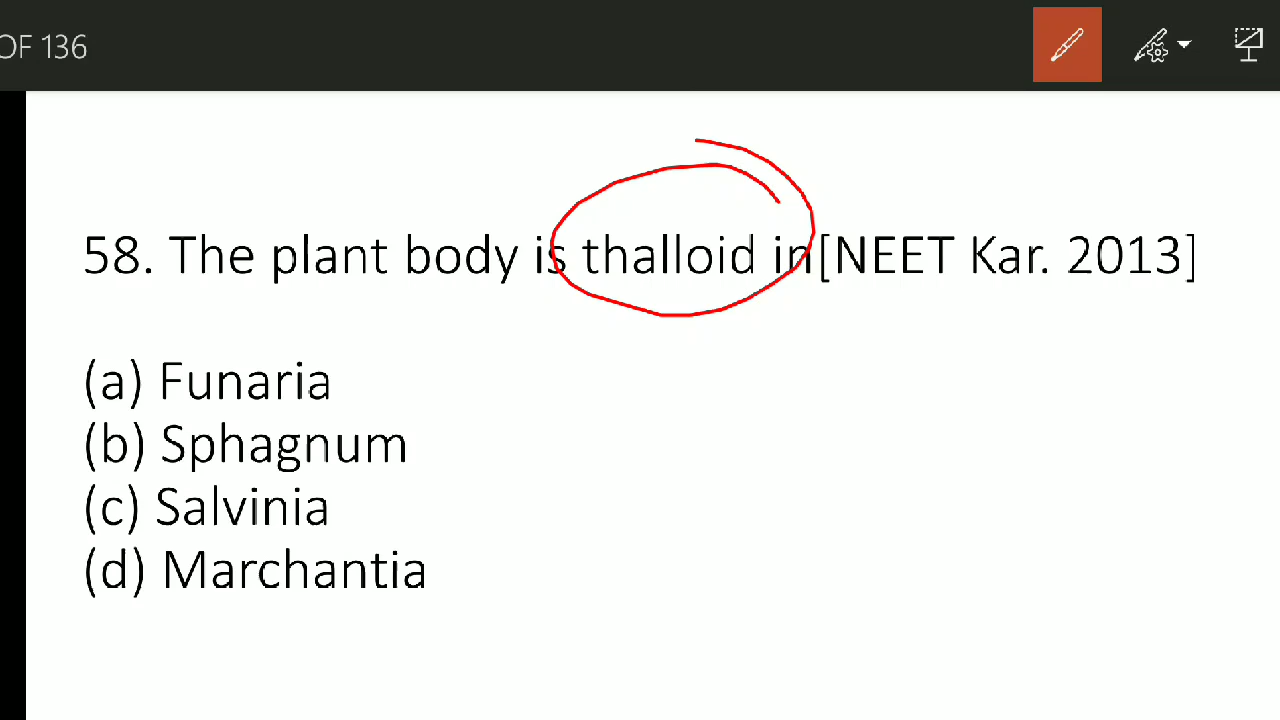 OF 136
58. The plant body is thalloid in[NEET Kar. 2013]
(a) Funaria
(b) Sphagnum
(c) Salvinia
(d) Marchantia